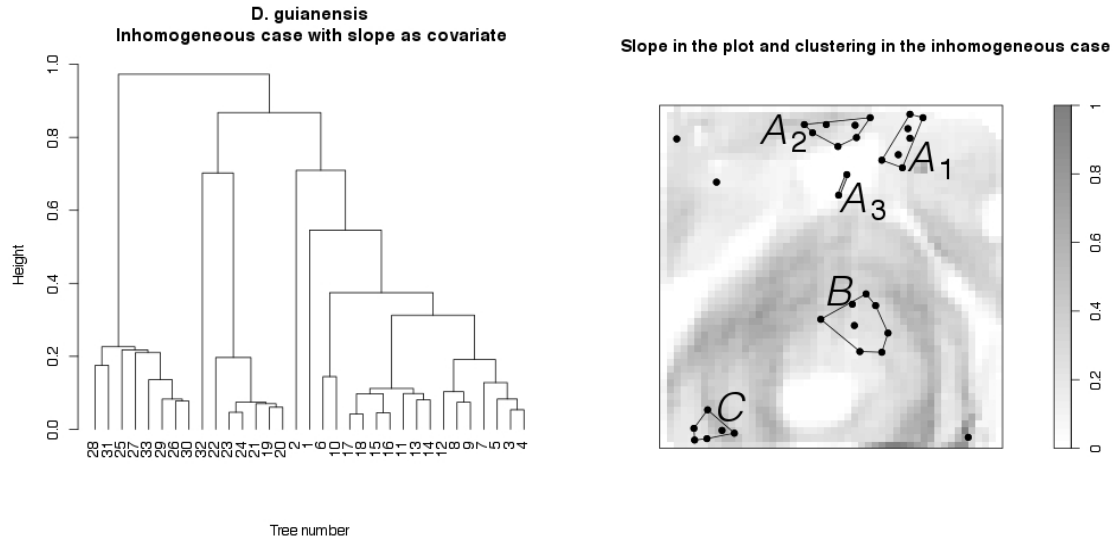 D. guianensis
Inhomogeneous case with slope as covariate
Height
0.0 0.2 0.4 0.6 0.8 1.0
28 31 25 27 33 29 26 30 32 22 23 24 21 19 20 2 1 6 10 17 18 15 16 11 13 14 12 8 9 7 5 3 4
Tree number
Slope in the plot and clustering in the inhomogeneous case
A2
A1
A3
B
C
0 0.2 0.4 0.6 0.8 1